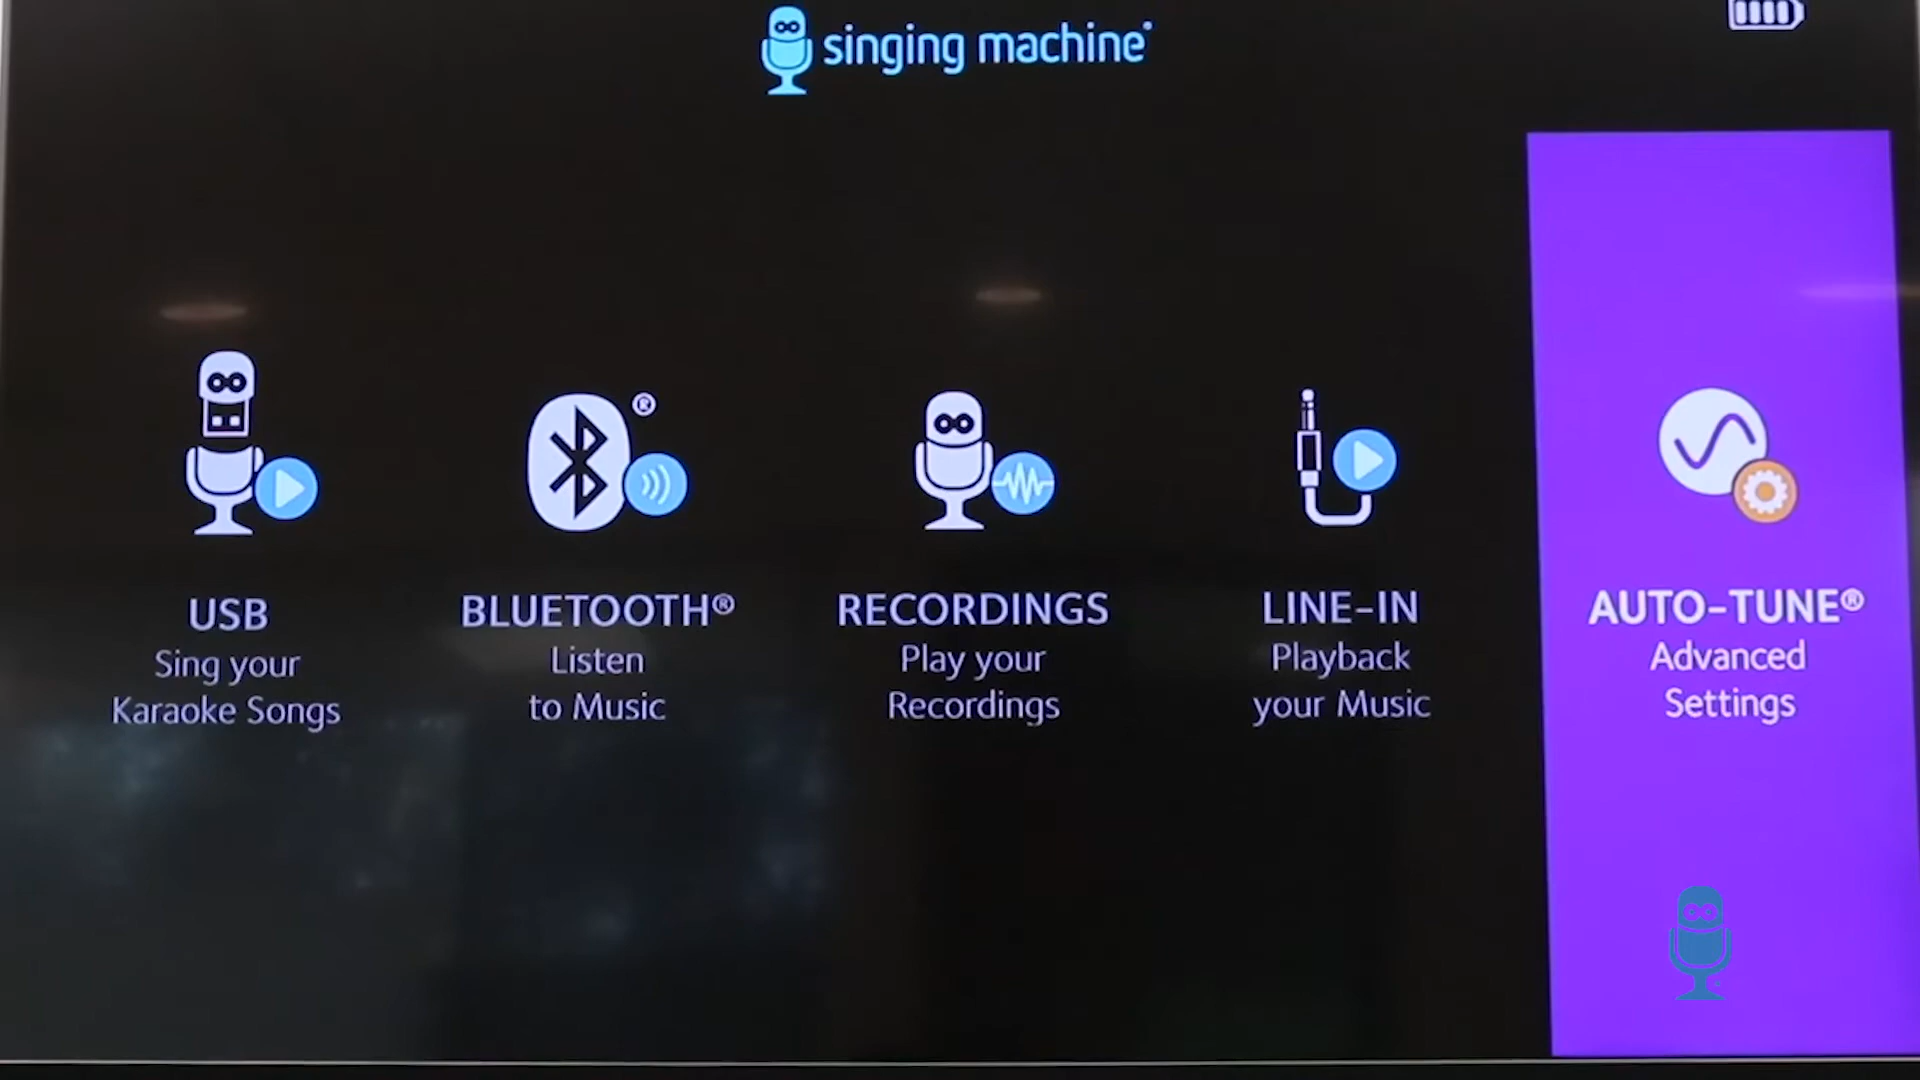 singing machine®
USB
Sing your
Karaoke Songs
BLUETOOTH®
Listen
to Music
RECORDINGS
Play your
Recordings
LINE-IN
Playback
your Music
AUTO-TUNE®
Advanced
Settings